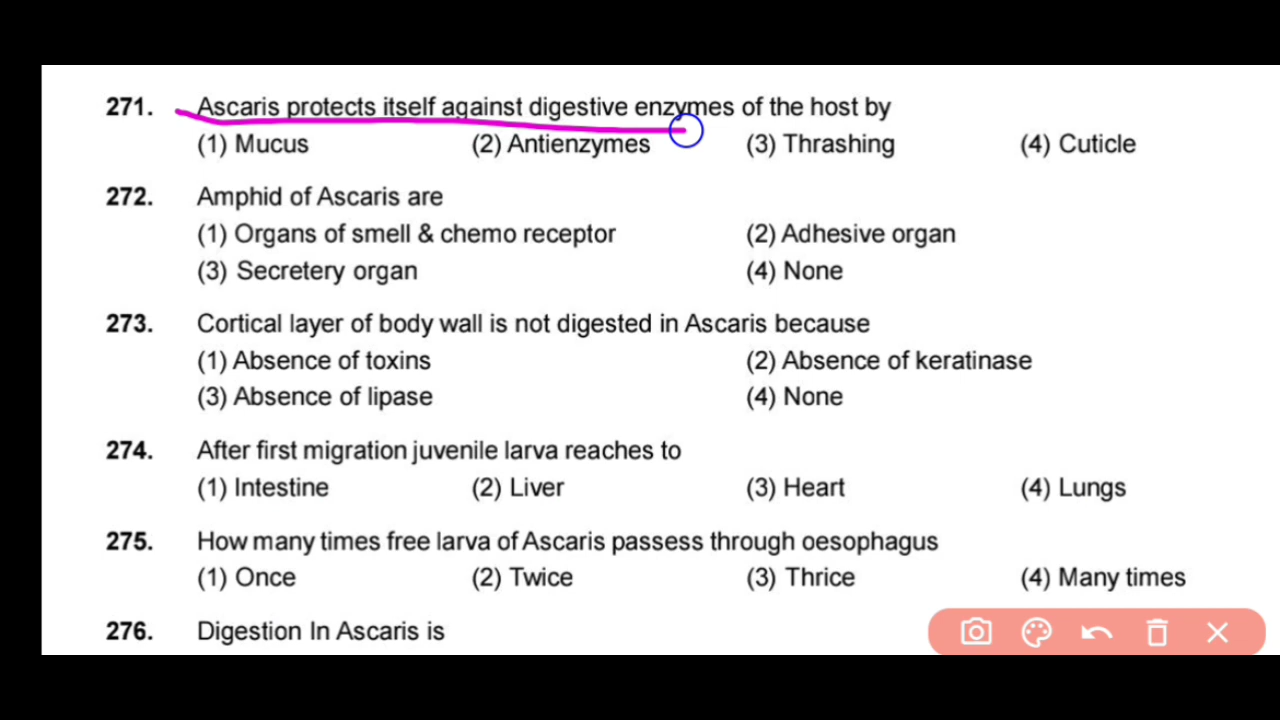 271. Ascaris protects itself against digestive enzymes of the host by
(1) Mucus (2) Antienzymes (3) Thrashing (4) Cuticle
272. Amphid of Ascaris are
(1) Organs of smell & chemo receptor (2) Adhesive organ
(3) Secretery organ (4) None
273. Cortical layer of body wall is not digested in Ascaris because
(1) Absence of toxins (2) Absence of keratinase
(3) Absence of lipase (4) None
274. After first migration juvenile larva reaches to
(1) Intestine (2) Liver (3) Heart (4) Lungs
275. How many times free larva of Ascaris passess through oesophagus
(1) Once (2) Twice (3) Thrice (4) Many times
276. Digestion In Ascaris is